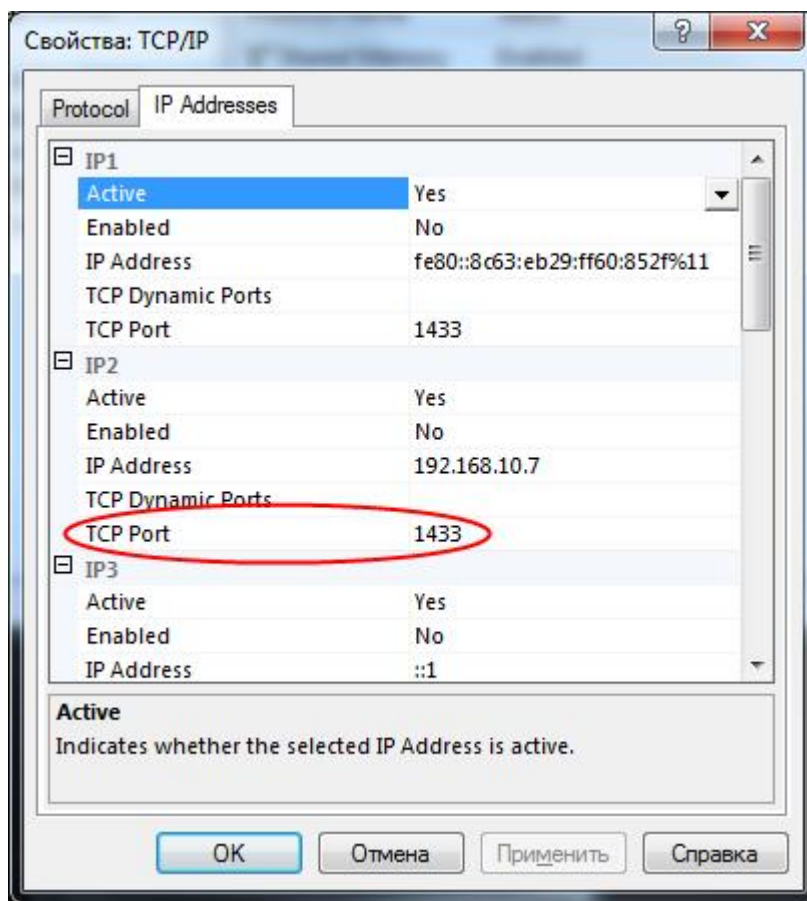 Свойства: TCP/IP
Protocol IP Addresses
IP1
Active Yes
Enabled No
IP Address fe80::8c63:eb29:ff60:852f%11
TCP Dynamic Ports
TCP Port 1433
IP2
Active Yes
Enabled No
IP Address 192.168.10.7
TCP Dynamic Ports
TCP Port 1433
IP3
Active Yes
Enabled No
IP Address ::1
Active
Indicates whether the selected IP Address is active.
OK Отмена Применить Справка